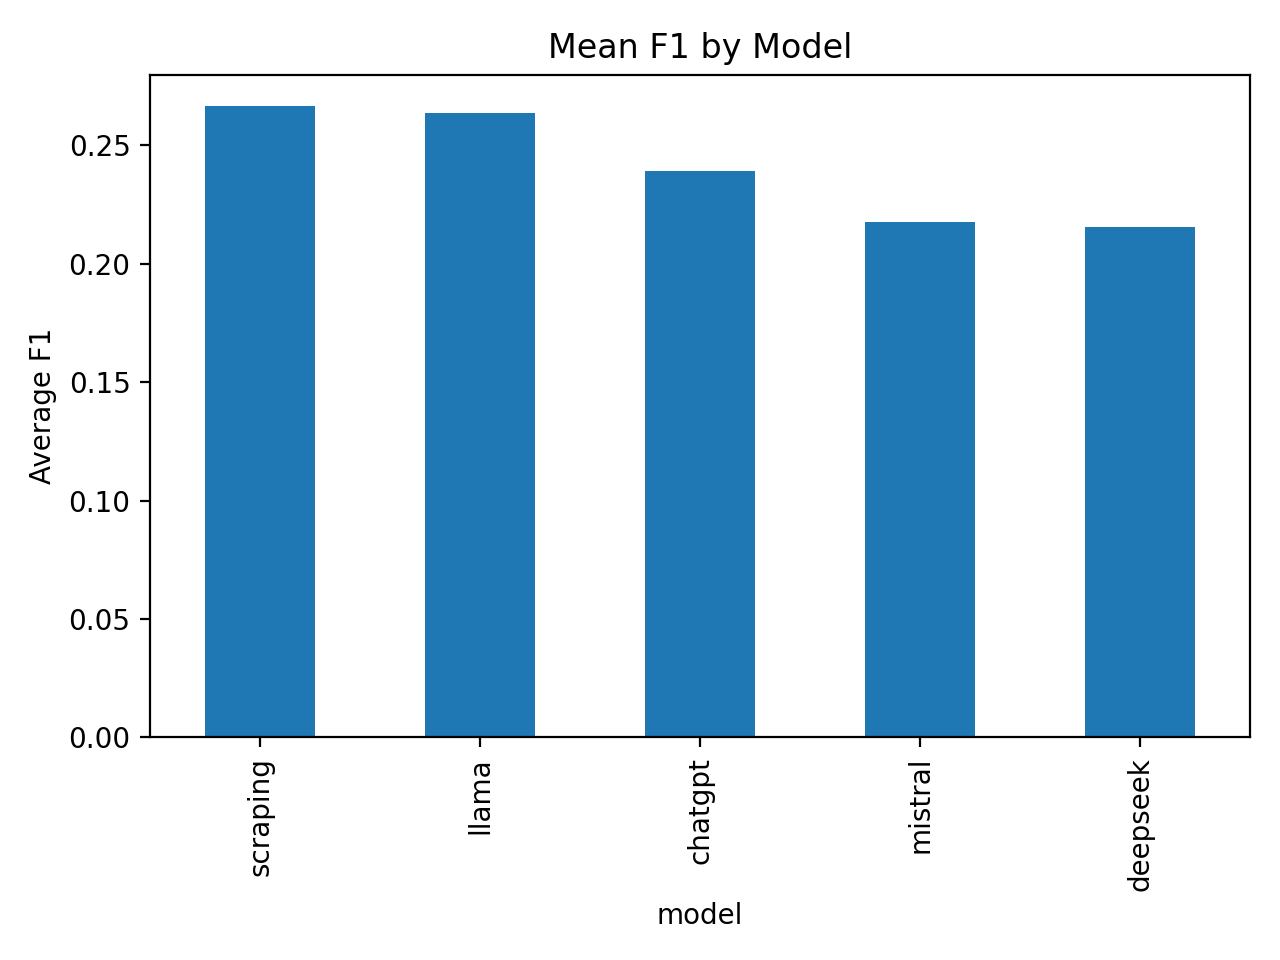 Mean F1 by Model
Average F1
0.25
0.20
0.15
0.10
0.05
0.00
scraping
llama
chatgpt
mistral
deepseek
model